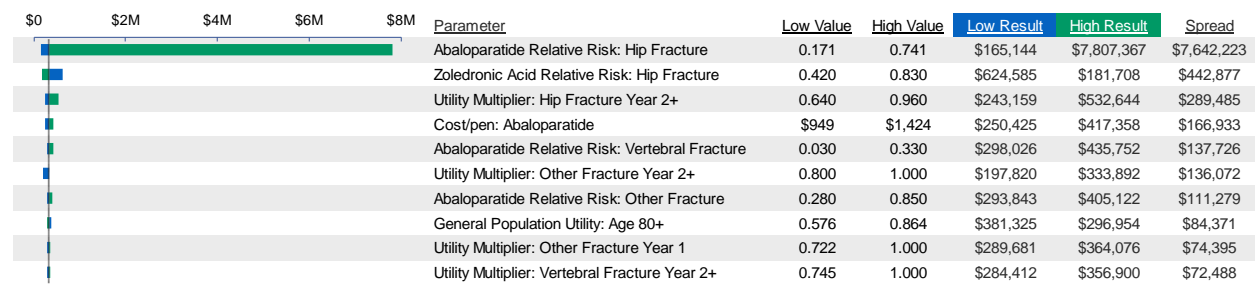 $0 $2M $4M $6M $8M
Parameter Low Value High Value Low Result High Result Spread
Abaloparatide Relative Risk: Hip Fracture 0.171 0.741 $165,144 $7,807,367 $7,642,223
Zoledronic Acid Relative Risk: Hip Fracture 0.420 0.830 $624,585 $181,708 $442,877
Utility Multiplier: Hip Fracture Year 2+ 0.640 0.960 $243,159 $532,644 $289,485
Cost/pen: Abaloparatide $949 $1,424 $250,425 $417,358 $166,933
Abaloparatide Relative Risk: Vertebral Fracture 0.030 0.330 $298,026 $435,752 $137,726
Utility Multiplier: Other Fracture Year 2+ 0.800 1.000 $197,820 $333,892 $136,072
Abaloparatide Relative Risk: Other Fracture 0.280 0.850 $293,843 $405,122 $111,279
General Population Utility: Age 80+ 0.576 0.864 $381,325 $296,954 $84,371
Utility Multiplier: Other Fracture Year 1 0.722 1.000 $289,681 $364,076 $74,395
Utility Multiplier: Vertebral Fracture Year 2+ 0.745 1.000 $284,412 $356,900 $72,488